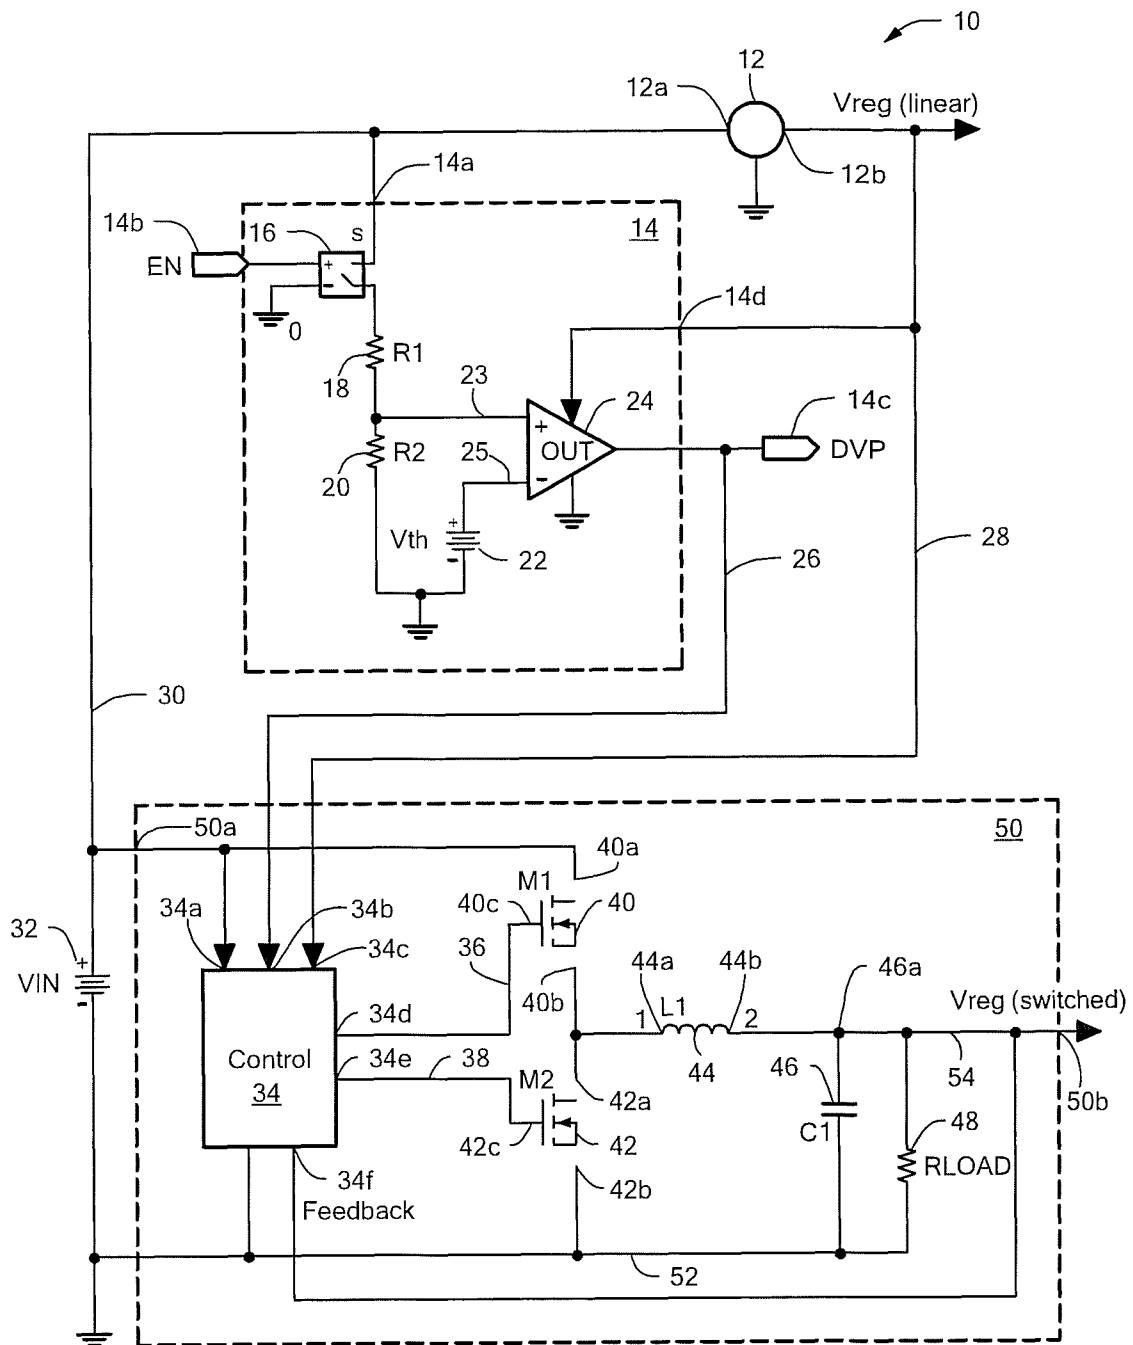 10
12
12a
Vreg (linear)
14a
12b
14b
16
S
14
EN
+
-
14d
0
R1
18
23
24
14c
+
OUT
DVP
R2
25
20
-
+
Vth
22
-
28
26
30
50a
50
40a
M1
34a
34b
40c
40
32
+
34c
36
VIN
44a
44b
46a
40b
Vreg (switched)
-
34d
1
L1
2
Control
34e
38
44
46
54
34
M2
42a
50b
C1
48
42c
42
RLOAD
34f
42b
Feedback
52